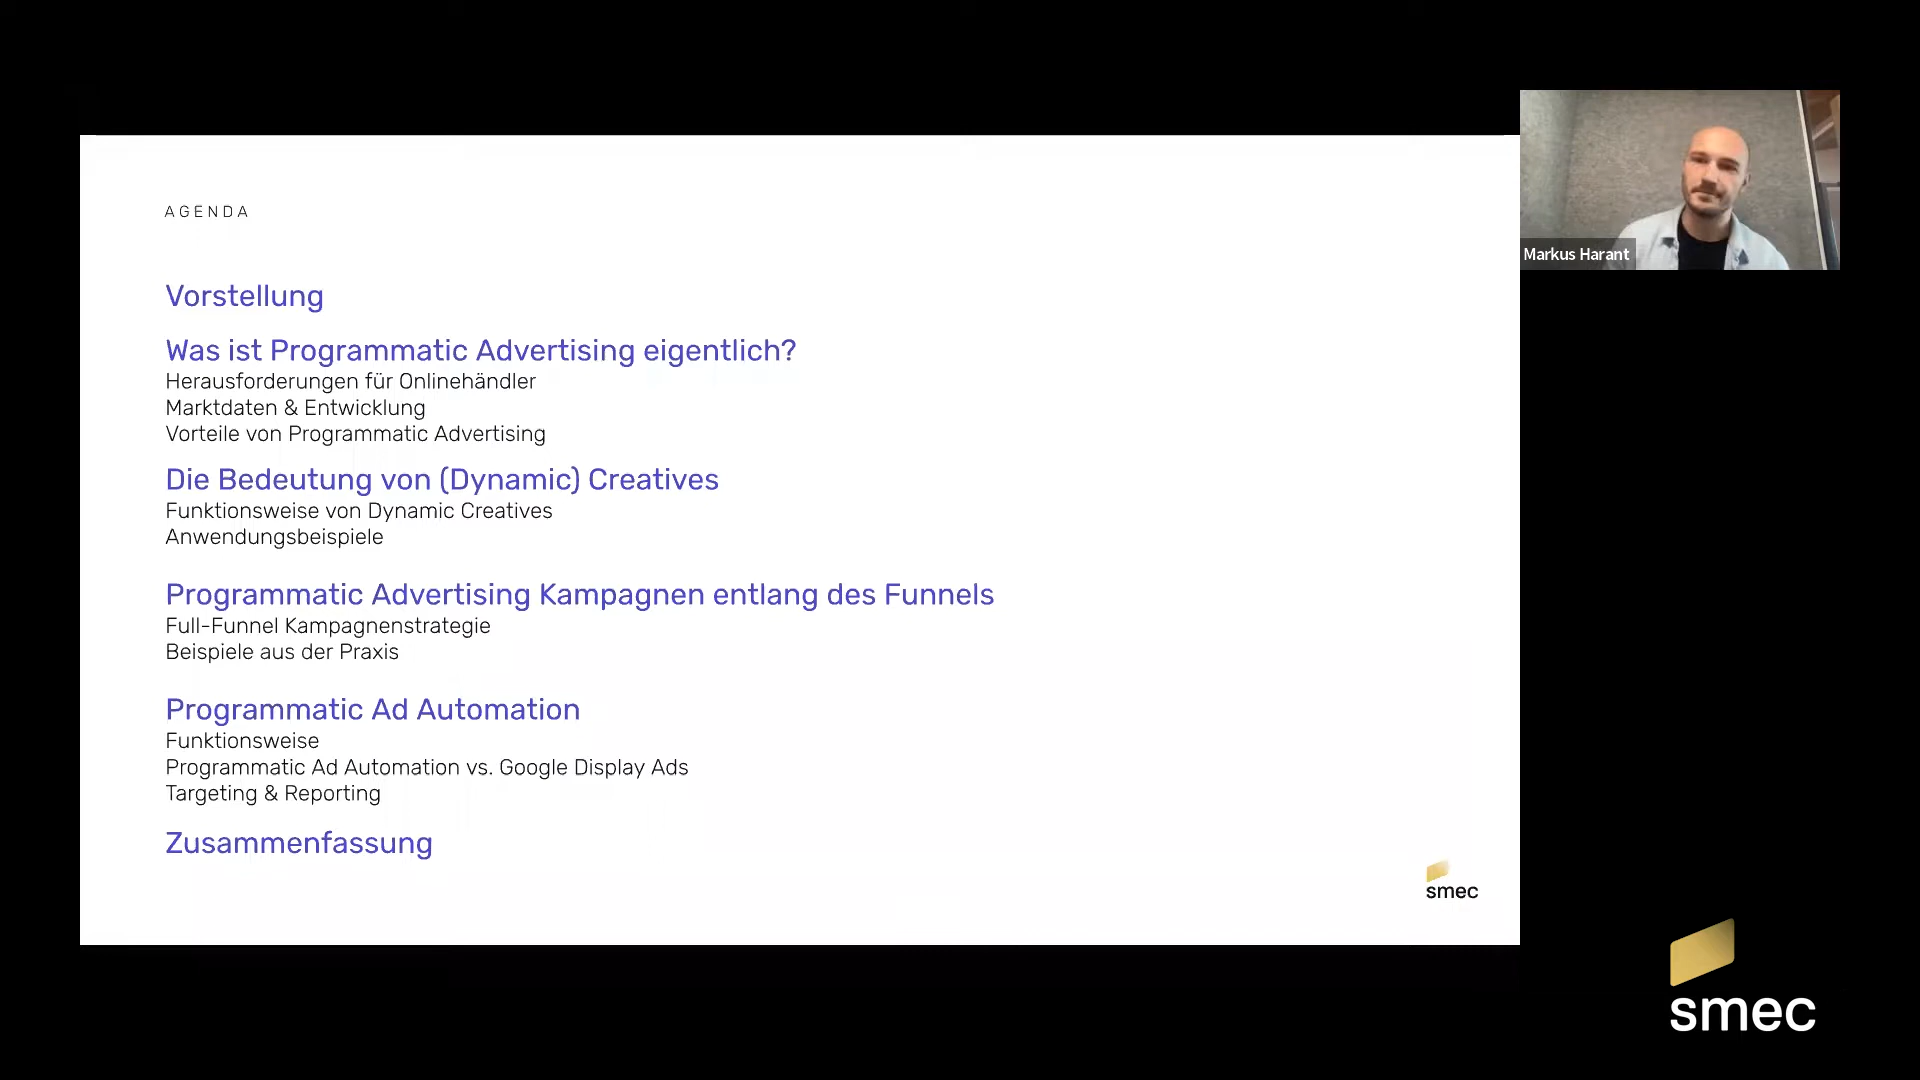 AGENDA
Vorstellung
Was ist Programmatic Advertising eigentlich?
Herausforderungen für Onlinehändler
Marktdaten & Entwicklung
Vorteile von Programmatic Advertising
Die Bedeutung von (Dynamic) Creatives
Funktionsweise von Dynamic Creatives
Anwendungsbeispiele
Programmatic Advertising Kampagnen entlang des Funnels
Full-Funnel Kampagnenstrategie
Beispiele aus der Praxis
Programmatic Ad Automation
Funktionsweise
Programmatic Ad Automation vs. Google Display Ads
Targeting & Reporting
Zusammenfassung
smec
Markus Harant
smec